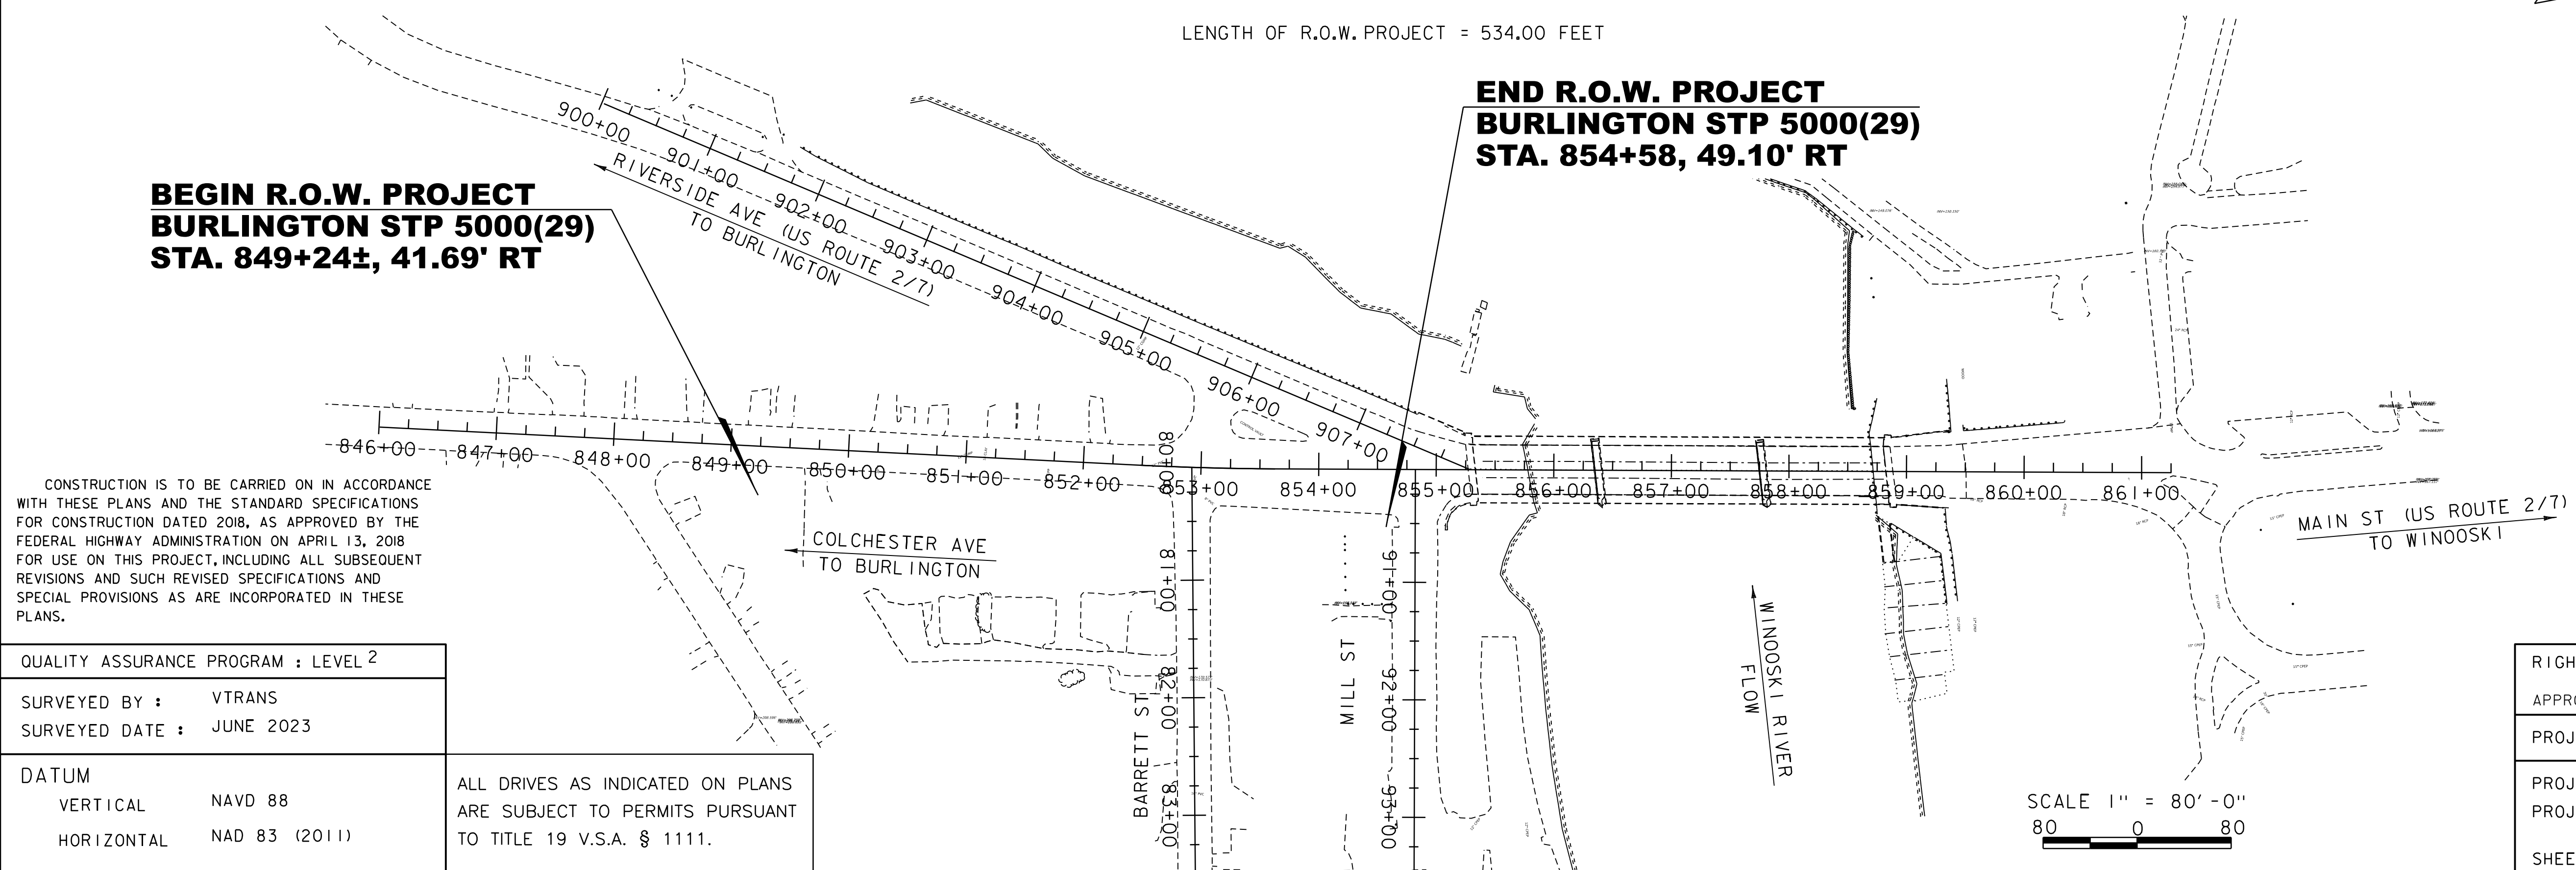 LENGTH OF R.O.W. PROJECT = 534.00 FEET
END R.O.W. PROJECT
BURLINGTON STP 5000(29)
STA. 854+58, 49.10' RT
BEGIN R.O.W. PROJECT
BURLINGTON STP 5000(29)
STA. 849+24±, 41.69' RT
900+00
901+00
902+00
903+00
904+00
905+00
906+00
907+00
RIVERSIDE AVE (US ROUTE 2/7)
TO BURLINGTON
846+00
847+00
848+00
849+00
850+00
851+00
852+00
853+00
854+00
855+00
856+00
857+00
858+00
859+00
860+00
861+00
80+00
81+00
82+00
83+00
91+00
92+00
93+00
COLCHESTER AVE
TO BURLINGTON
BARRETT ST
MILL ST
WINOOSKI RIVER
FLOW
MAIN ST (US ROUTE 2/7)
TO WINOOSKI
CONSTRUCTION IS TO BE CARRIED ON IN ACCORDANCE
WITH THESE PLANS AND THE STANDARD SPECIFICATIONS
FOR CONSTRUCTION DATED 2018, AS APPROVED BY THE
FEDERAL HIGHWAY ADMINISTRATION ON APRIL 13, 2018
FOR USE ON THIS PROJECT, INCLUDING ALL SUBSEQUENT
REVISIONS AND SUCH REVISED SPECIFICATIONS AND
SPECIAL PROVISIONS AS ARE INCORPORATED IN THESE
PLANS.
QUALITY ASSURANCE PROGRAM : LEVEL 2
SURVEYED BY : VTRANS
SURVEYED DATE : JUNE 2023
DATUM
VERTICAL NAVD 88
HORIZONTAL NAD 83 (2011)
ALL DRIVES AS INDICATED ON PLANS
ARE SUBJECT TO PERMITS PURSUANT
TO TITLE 19 V.S.A. § 1111.
SCALE 1" = 80'-0"
80 0 80
RIGH
APPR
PROJ
PROJ
PROJ
SHEE